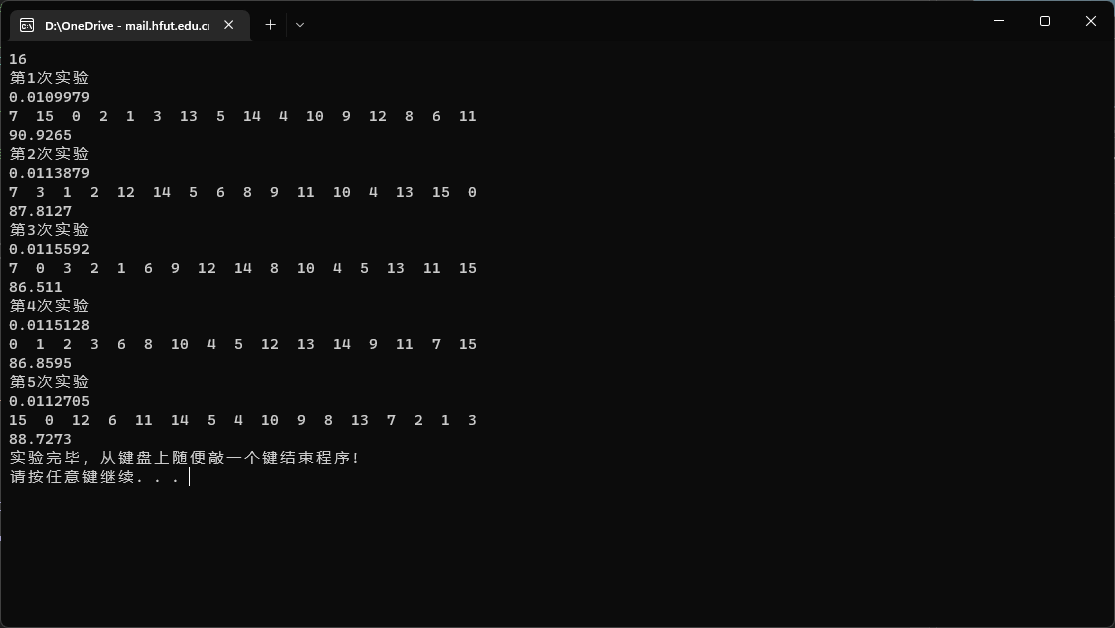 D:\OneDrive - mail.hfut.edu.c
16
第1次实验
0.0109979
7 15 0 2 1 3 13 5 14 4 10 9 12 8 6 11
90.9265
第2次实验
0.0113879
7 3 1 2 12 14 5 6 8 9 11 10 4 13 15 0
87.8127
第3次实验
0.0115592
7 0 3 2 1 6 9 12 14 8 10 4 5 13 11 15
86.511
第4次实验
0.0115128
0 1 2 3 6 8 10 4 5 12 13 14 9 11 7 15
86.8595
第5次实验
0.0112705
15 0 12 6 11 14 5 4 10 9 8 13 7 2 1 3
88.7273
实验完毕，从键盘上随便敲一个键结束程序!
请按任意键继续. . .